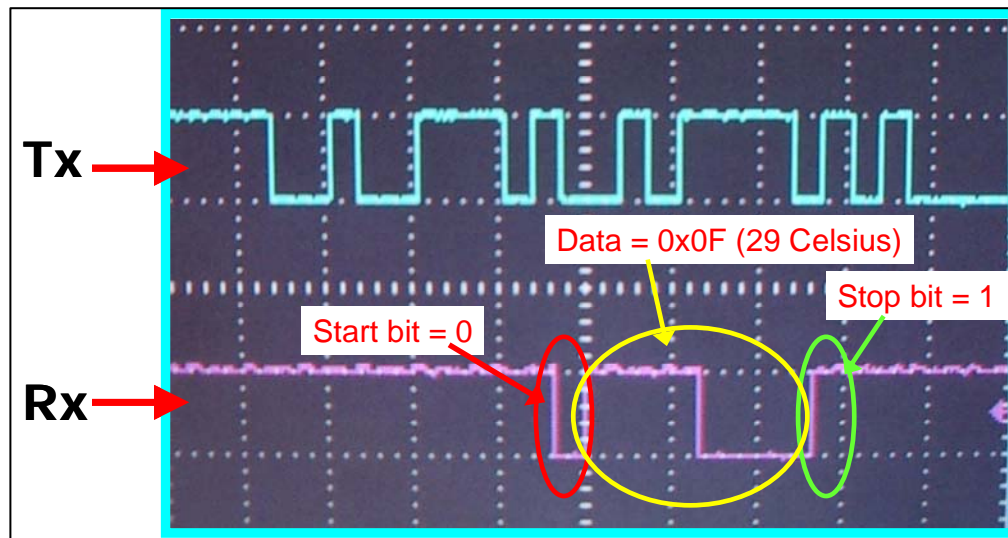 Tx
Data = 0x0F (29 Celsius)
Stop bit = 1
Start bit = 0
Rx